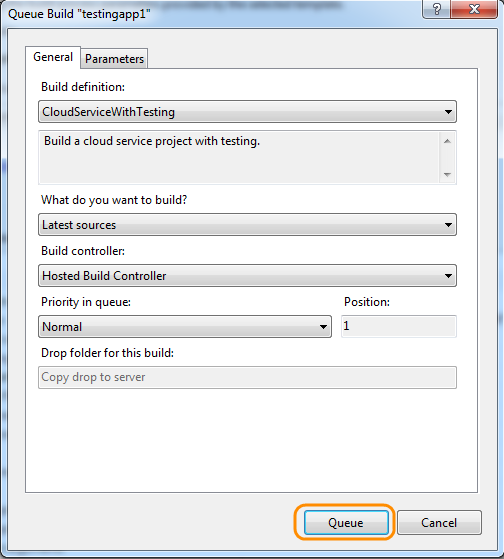 Queue Build "testingapp1"
General
Parameters
Build definition:
CloudServiceWithTesting
Build a cloud service project with testing.
What do you want to build?
Latest sources
Build controller:
Hosted Build Controller
Priority in queue:
Position:
Normal
1
Drop folder for this build:
Copy drop to server
Queue
Cancel